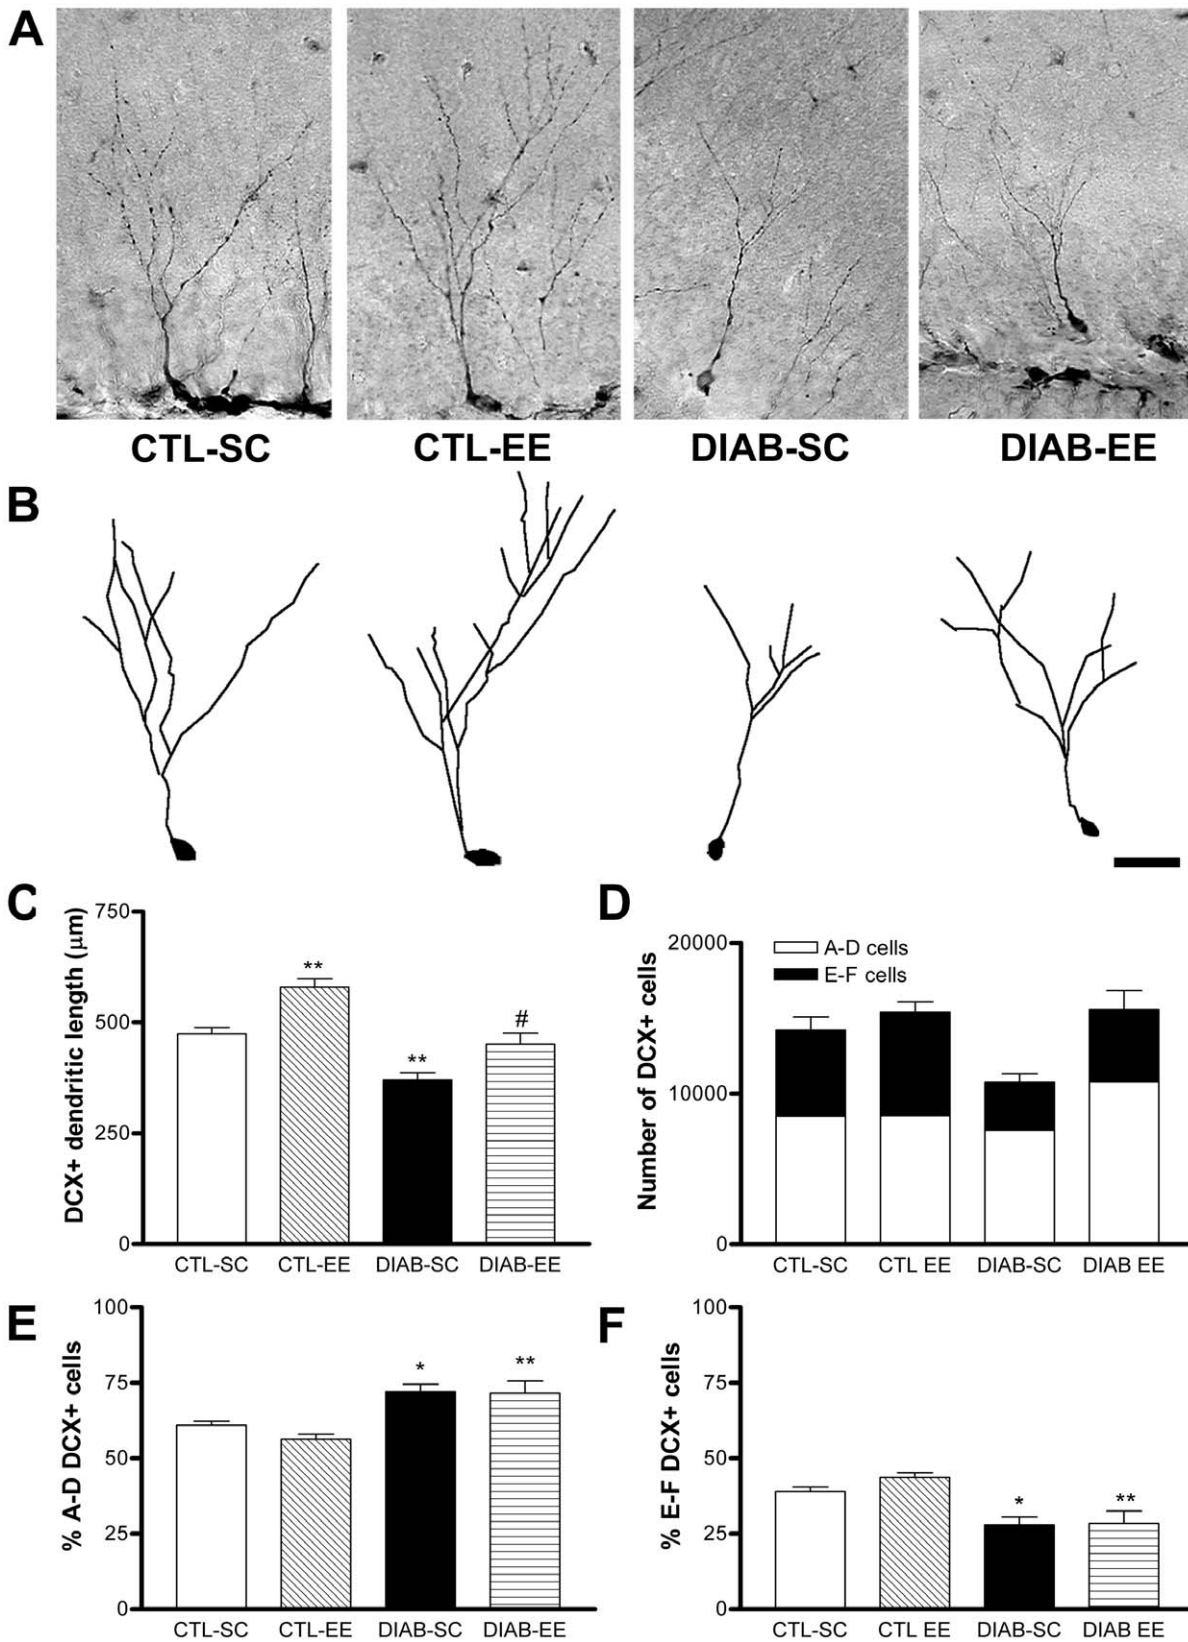 A
CTL-SC CTL-EE DIAB-SC DIAB-EE
B
C
DCX+ dendritic length (μm)
750
500
250
0
**
**
#
CTL-SC CTL-EE DIAB-SC DIAB-EE
D
Number of DCX+ cells
20000
10000
0
A-D cells
E-F cells
CTL-SC CTL EE DIAB-SC DIAB EE
E
% A-D DCX+ cells
100
75
50
25
0
*
**
CTL-SC CTL-EE DIAB-SC DIAB-EE
F
% E-F DCX+ cells
100
75
50
25
0
*
**
CTL-SC CTL EE DIAB-SC DIAB EE